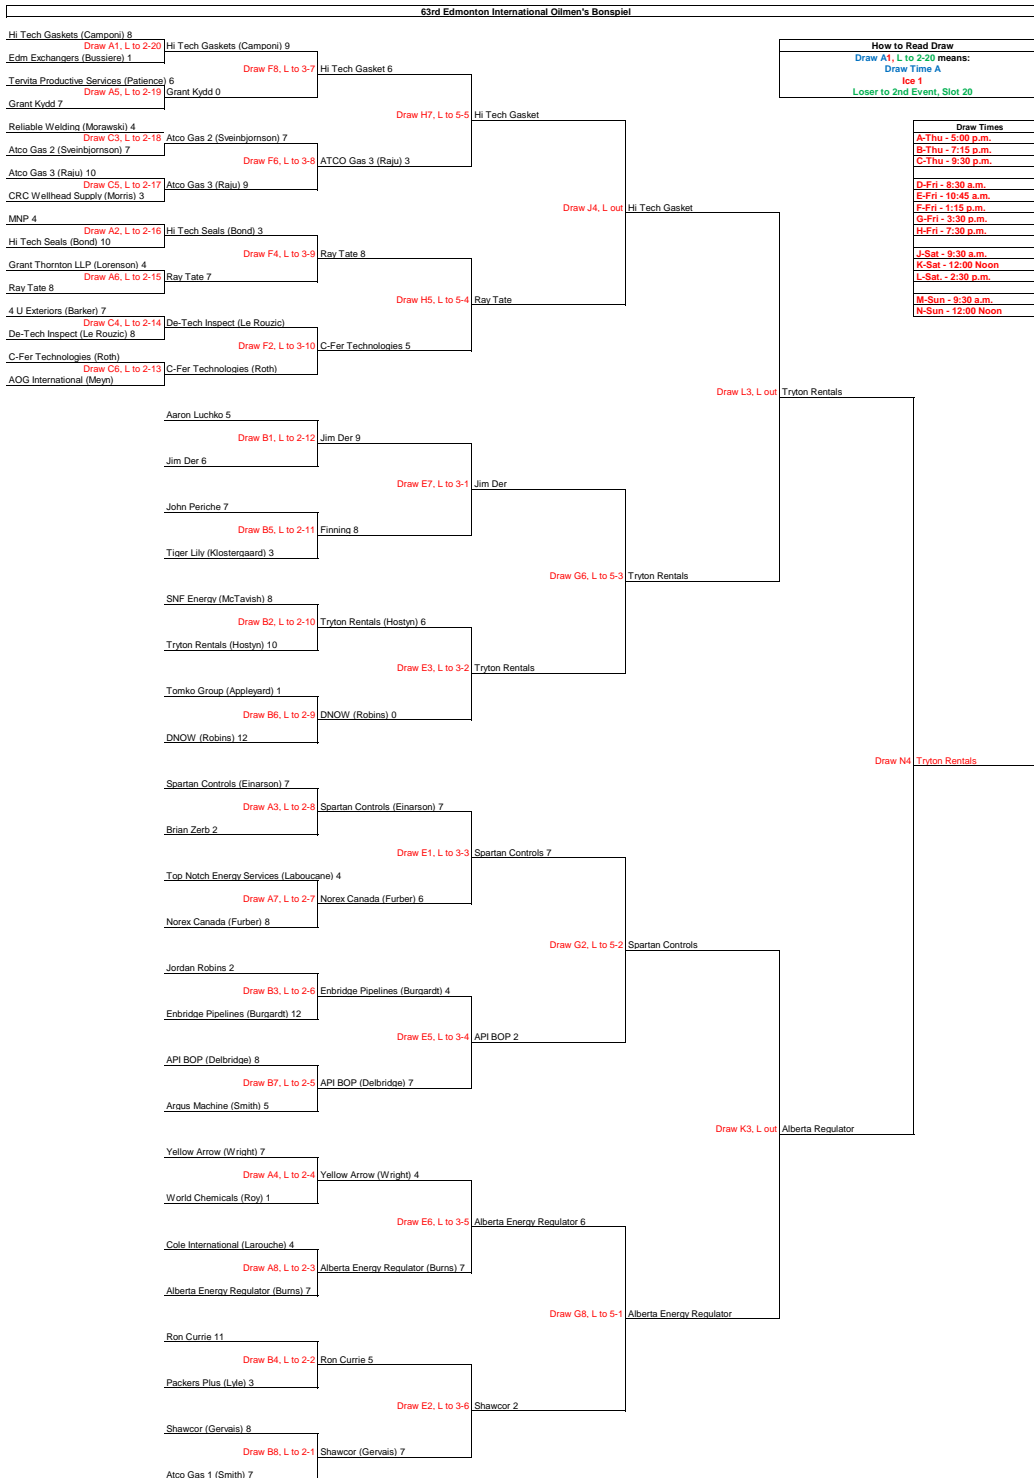 63rd Edmonton International Oilmen's Bonspiel
Hi Tech Gaskets (Camponi) 8
Draw A1, L to 2-20 Hi Tech Gaskets (Camponi) 9
Edm Exchangers (Bussiere) 1
Draw F8, L to 3-7 Hi Tech Gasket 6
Tervita Productive Services (Patience) 6
Draw A5, L to 2-19 Grant Kydd 0
Grant Kydd 7
Draw H7, L to 5-5 Hi Tech Gasket
Reliable Welding (Morawski) 4
Draw C3, L to 2-18 Atco Gas 2 (Sveinbjornson) 7
Atco Gas 2 (Sveinbjornson) 7
Draw F6, L to 3-8 ATCO Gas 3 (Raju) 3
Atco Gas 3 (Raju) 10
Draw C5, L to 2-17 Atco Gas 3 (Raju) 9
CRC Wellhead Supply (Morris) 3
Draw J4, L out Hi Tech Gasket
MNP 4
Draw A2, L to 2-16 Hi Tech Seals (Bond) 3
Hi Tech Seals (Bond) 10
Draw F4, L to 3-9 Ray Tate 8
Grant Thornton LLP (Lorenson) 4
Draw A6, L to 2-15 Ray Tate 7
Ray Tate 8
Draw H5, L to 5-4 Ray Tate
4 U Exteriors (Barker) 7
Draw C4, L to 2-14 De-Tech Inspect (Le Rouzic)
De-Tech Inspect (Le Rouzic) 8
Draw F2, L to 3-10 C-Fer Technologies 5
C-Fer Technologies (Roth)
Draw C6, L to 2-13 C-Fer Technologies (Roth)
AOG International (Meyn)
How to Read Draw
Draw A1, L to 2-20 means:
Draw Time A
Ice 1
Loser to 2nd Event, Slot 20
Draw Times
A-Thu - 5:00 p.m.
B-Thu - 7:15 p.m.
C-Thu - 9:30 p.m.
D-Fri - 8:30 a.m.
E-Fri - 10:45 a.m.
F-Fri - 1:15 p.m.
G-Fri - 3:30 p.m.
H-Fri - 7:30 p.m.
J-Sat - 9:30 a.m.
K-Sat - 12:00 Noon
L-Sat. - 2:30 p.m.
M-Sun - 9:30 a.m.
N-Sun - 12:00 Noon
Draw L3, L out Tryton Rentals
Aaron Luchko 5
Draw B1, L to 2-12 Jim Der 9
Jim Der 6
Draw E7, L to 3-1 Jim Der
John Periche 7
Draw B5, L to 2-11 Finning 8
Tiger Lily (Klostergaard) 3
Draw G6, L to 5-3 Tryton Rentals
SNF Energy (McTavish) 8
Draw B2, L to 2-10 Tryton Rentals (Hostyn) 6
Tryton Rentals (Hostyn) 10
Draw E3, L to 3-2 Tryton Rentals
Tomko Group (Appleyard) 1
Draw B6, L to 2-9 DNOW (Robins) 0
DNOW (Robins) 12
Draw N4 Tryton Rentals
Spartan Controls (Einarson) 7
Draw A3, L to 2-8 Spartan Controls (Einarson) 7
Brian Zerb 2
Draw E1, L to 3-3 Spartan Controls 7
Top Notch Energy Services (Laboucane) 4
Draw A7, L to 2-7 Norex Canada (Furber) 6
Norex Canada (Furber) 8
Draw G2, L to 5-2 Spartan Controls
Jordan Robins 2
Draw B3, L to 2-6 Enbridge Pipelines (Burgardt) 4
Enbridge Pipelines (Burgardt) 12
Draw E5, L to 3-4 API BOP 2
API BOP (Delbridge) 8
Draw B7, L to 2-5 API BOP (Delbridge) 7
Argus Machine (Smith) 5
Draw K3, L out Alberta Regulator
Yellow Arrow (Wright) 7
Draw A4, L to 2-4 Yellow Arrow (Wright) 4
World Chemicals (Roy) 1
Draw E6, L to 3-5 Alberta Energy Regulator 6
Cole International (Larouche) 4
Draw A8, L to 2-3 Alberta Energy Regulator (Burns) 7
Alberta Energy Regulator (Burns) 7
Draw G8, L to 5-1 Alberta Energy Regulator
Ron Currie 11
Draw B4, L to 2-2 Ron Currie 5
Packers Plus (Lyle) 3
Draw E2, L to 3-6 Shawcor 2
Shawcor (Gervais) 8
Draw B8, L to 2-1 Shawcor (Gervais) 7
Atco Gas 1 (Smith) 7